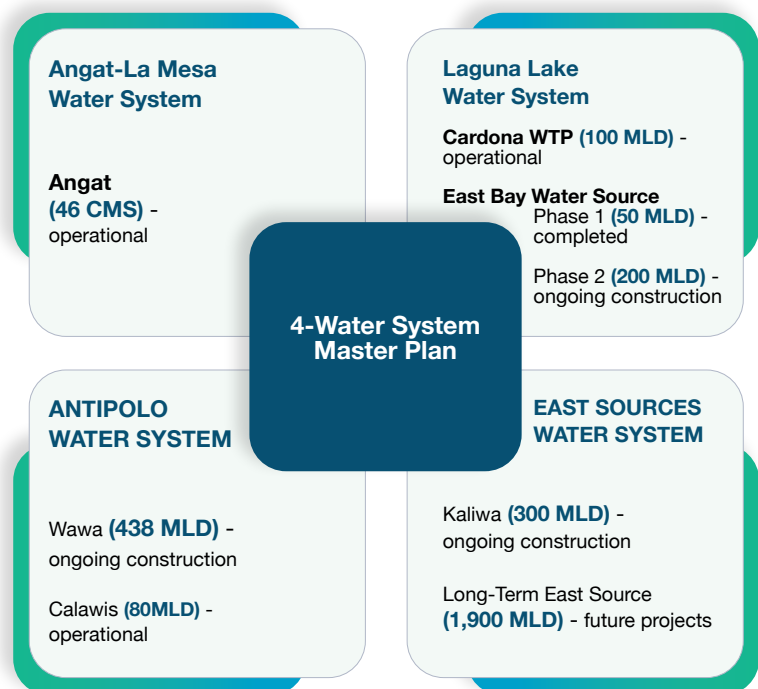 Angat-La Mesa
Water System
Angat
(46 CMS) -
operational
Laguna Lake
Water System
Cardona WTP (100 MLD) -
operational
East Bay Water Source
Phase 1 (50 MLD) -
completed
Phase 2 (200 MLD) -
ongoing construction
4-Water System
Master Plan
ANTIPOLO
WATER SYSTEM
Wawa (438 MLD) -
ongoing construction
Calawis (80MLD) -
operational
EAST SOURCES
WATER SYSTEM
Kaliwa (300 MLD) -
ongoing construction
Long-Term East Source
(1,900 MLD) - future projects